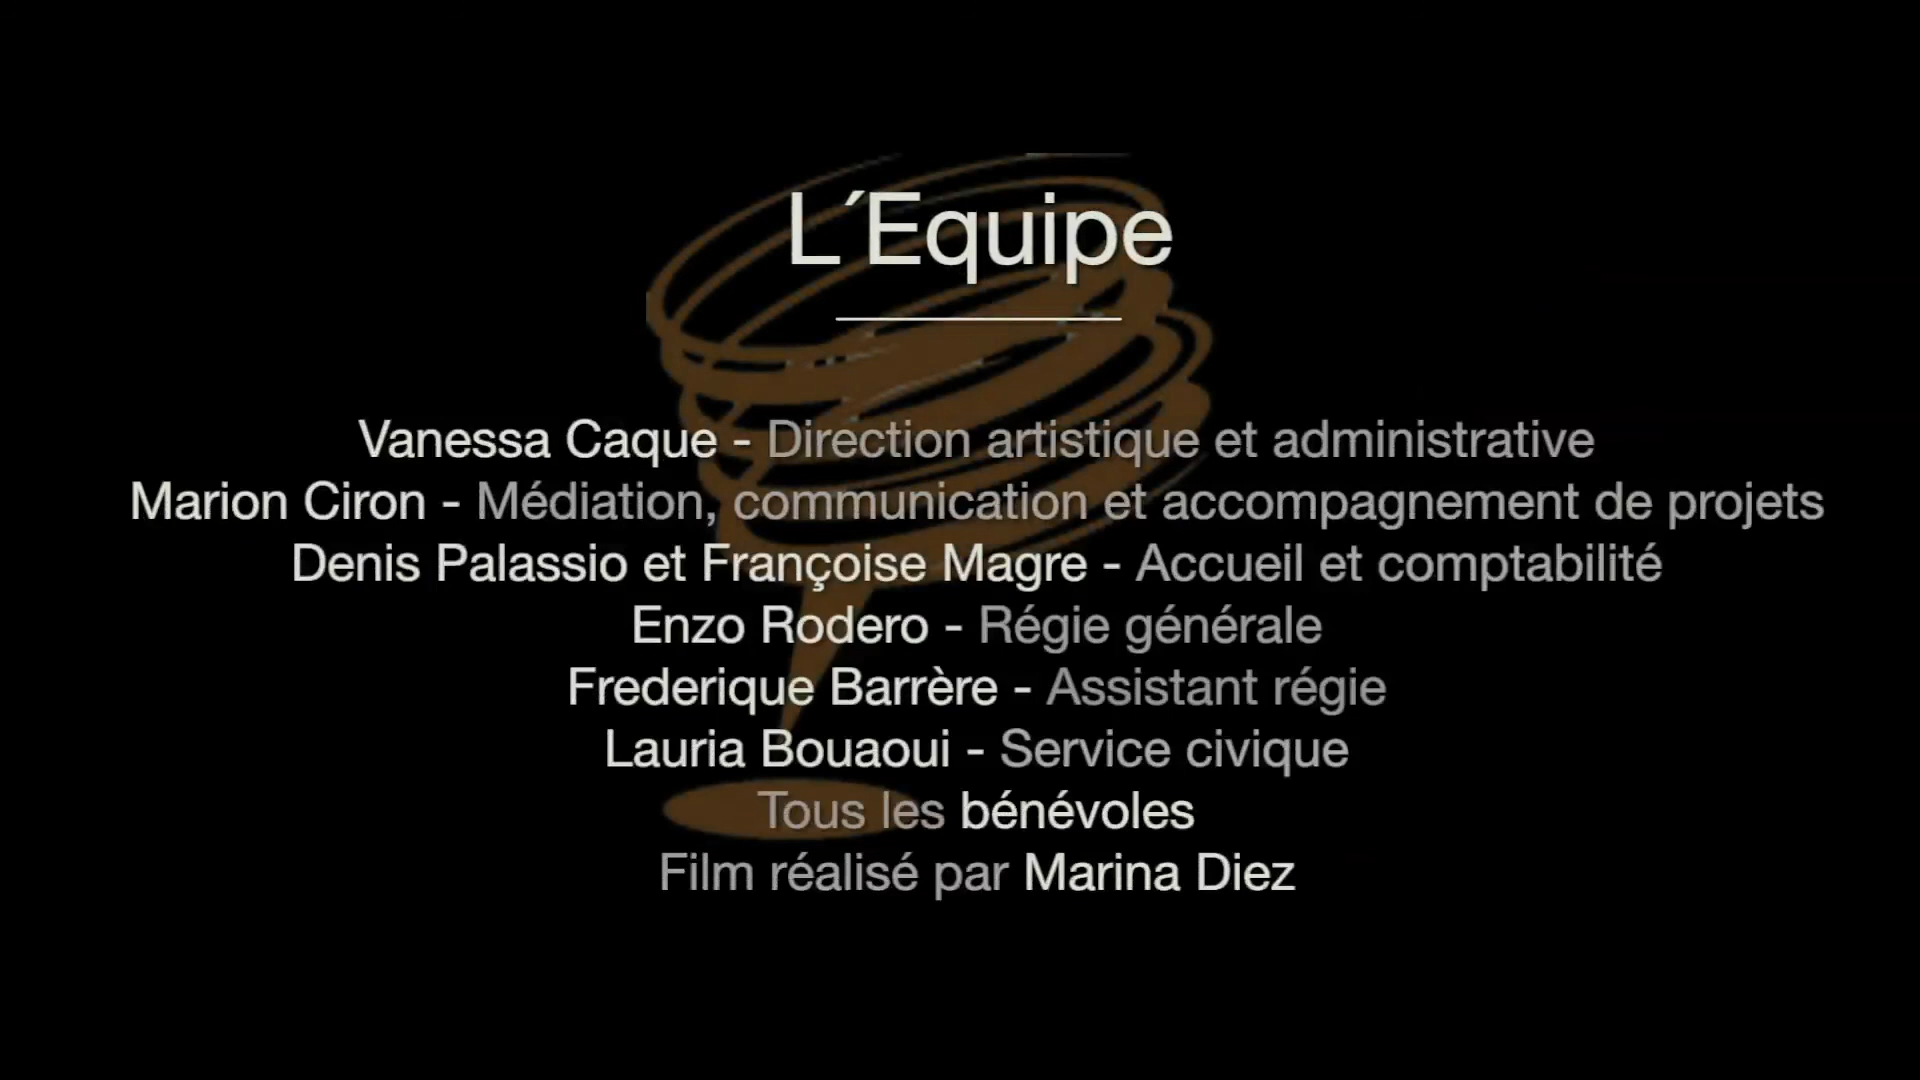 L´Equipe
Vanessa Caque - Direction artistique et administrative
Marion Ciron - Médiation, communication et accompagnement de projets
Denis Palassio et Françoise Magre - Accueil et comptabilité
Enzo Rodero - Régie générale
Frederique Barrère - Assistant régie
Lauria Bouaoui - Service civique
Tous les bénévoles
Film réalisé par Marina Diez